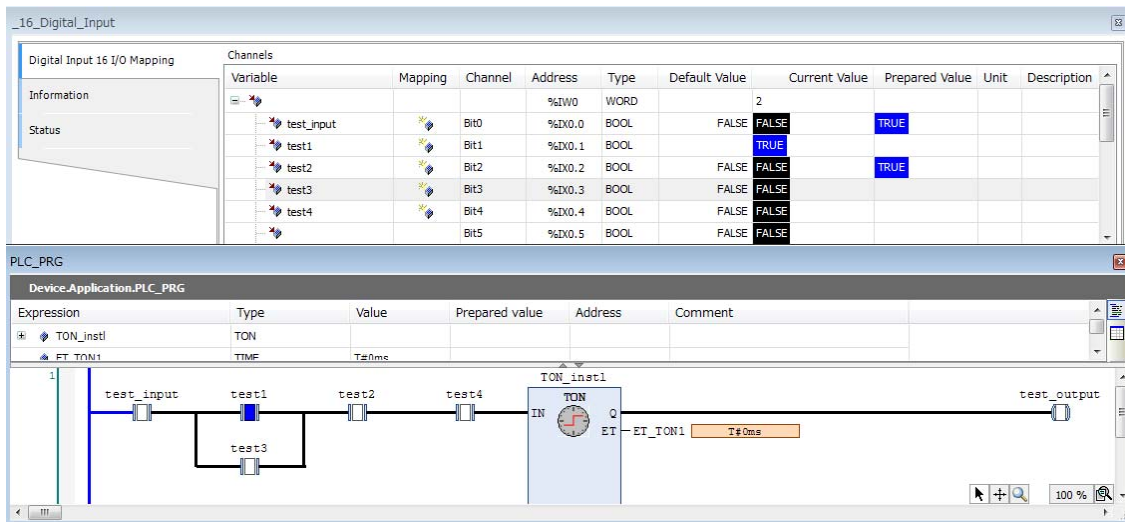 _16_Digital_Input
Digital Input 16 I/O Mapping
Information
Status
Channels
Variable Mapping Channel Address Type Default Value Current Value Prepared Value Unit Description
%IW0 WORD 2
test_input Bit0 %IX0.0 BOOL FALSE FALSE TRUE
test1 Bit1 %IX0.1 BOOL TRUE
test2 Bit2 %IX0.2 BOOL FALSE FALSE TRUE
test3 Bit3 %IX0.3 BOOL FALSE FALSE
test4 Bit4 %IX0.4 BOOL FALSE FALSE
Bit5 %IX0.5 BOOL FALSE FALSE
PLC_PRG
Device.Application.PLC_PRG
Expression Type Value Prepared value Address Comment
TON_inst1 TON
ET_TON1 TIME T#0ms
1
TON_inst1
test_input test1 test2 test4 TON test_output
IN Q
ET ET_TON1 T#0ms
test3
100 %